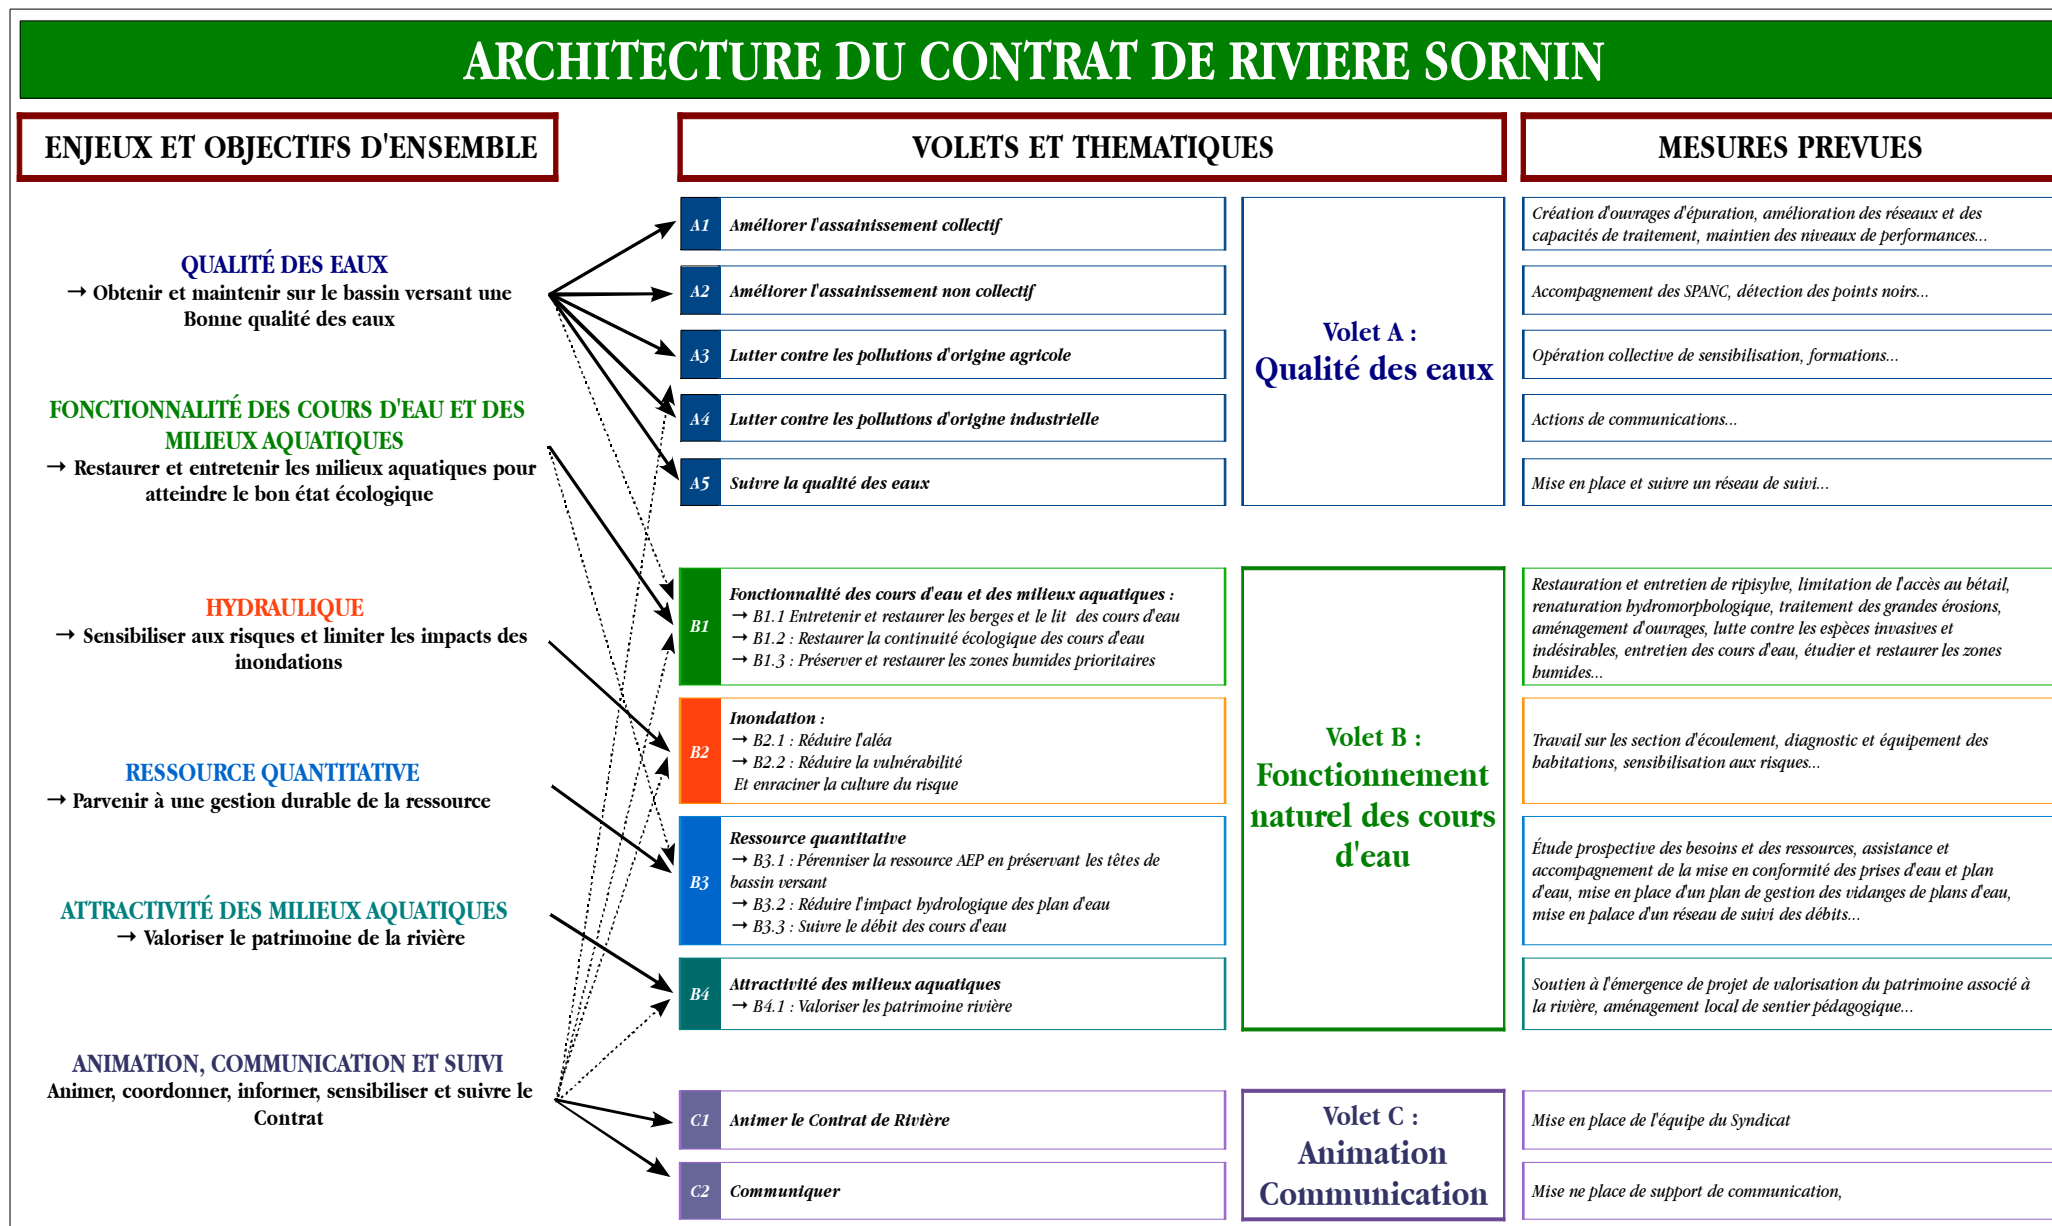 ARCHITECTURE DU CONTRAT DE RIVIERE SORNIN
ENJEUX ET OBJECTIFS D'ENSEMBLE
VOLETS ET THEMATIQUES
MESURES PREVUES
QUALITÉ DES EAUX
→ Obtenir et maintenir sur le bassin versant une
Bonne qualité des eaux
FONCTIONNALITÉ DES COURS D'EAU ET DES
MILIEUX AQUATIQUES
→ Restaurer et entretenir les milieux aquatiques pour
atteindre le bon état écologique
HYDRAULIQUE
→ Sensibiliser aux risques et limiter les impacts des
inondations
RESSOURCE QUANTITATIVE
→ Parvenir à une gestion durable de la ressource
ATTRACTIVITÉ DES MILIEUX AQUATIQUES
→ Valoriser le patrimoine de la rivière
ANIMATION, COMMUNICATION ET SUIVI
Animer, coordonner, informer, sensibiliser et suivre le
Contrat
A1
Améliorer l'assainissement collectif
A2
Améliorer l'assainissement non collectif
A3
Lutter contre les pollutions d'origine agricole
A4
Lutter contre les pollutions d'origine industrielle
A5
Suivre la qualité des eaux
B1
Fonctionnalité des cours d'eau et des milieux aquatiques :
→ B1.1 Entretenir et restaurer les berges et le lit des cours d'eau
→ B1.2 : Restaurer la continuité écologique des cours d'eau
→ B1.3 : Préserver et restaurer les zones humides prioritaires
B2
Inondation :
→ B2.1 : Réduire l'aléa
→ B2.2 : Réduire la vulnérabilité
Et enraciner la culture du risque
B3
Ressource quantitative
→ B3.1 : Pérenniser la ressource AEP en préservant les têtes de
bassin versant
→ B3.2 : Réduire l'impact hydrologique des plan d'eau
→ B3.3 : Suivre le débit des cours d'eau
B4
Attractivité des milieux aquatiques
→ B4.1 : Valoriser les patrimoine rivière
C1
Animer le Contrat de Rivière
C2
Communiquer
Volet A :
Qualité des eaux
Volet B :
Fonctionnement
naturel des cours
d'eau
Volet C :
Animation
Communication
Création d'ouvrages d'épuration, amélioration des réseaux et des
capacités de traitement, maintien des niveaux de performances...
Accompagnement des SPANC, détection des points noirs...
Opération collective de sensibilisation, formations...
Actions de communications...
Mise en place et suivre un réseau de suivi...
Restauration et entretien de ripisylve, limitation de l'accès au bétail,
renaturation hydromorphologique, traitement des grandes érosions,
aménagement d'ouvrages, lutte contre les espèces invasives et
indésirables, entretien des cours d'eau, étudier et restaurer les zones
humides...
Travail sur les section d'écoulement, diagnostic et équipement des
habitations, sensibilisation aux risques...
Étude prospective des besoins et des ressources, assistance et
accompagnement de la mise en conformité des prises d'eau et plan
d'eau, mise en place d'un plan de gestion des vidanges de plans d'eau,
mise en palace d'un réseau de suivi des débits...
Soutien à l'émergence de projet de valorisation du patrimoine associé à
la rivière, aménagement local de sentier pédagogique...
Mise en place de l'équipe du Syndicat
Mise ne place de support de communication,